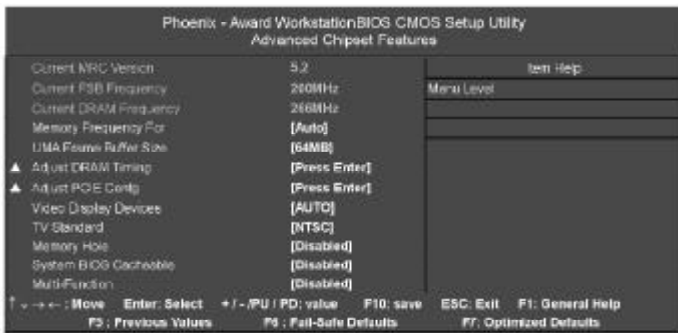 Phoenix - Award WorkstationBIOS CMOS Setup Utility
Advanced Chipset Features
Current MRC Version 5.2
Item Help
Current FSB Frequency 200MHz
Menu Level
Current DRAM Frequency 266MHz
Memory Frequency For [Auto]
UMA Frame Buffer Size [64MB]
▲ Adjust DRAM Timing [Press Enter]
▲ Adjust PCIE Config [Press Enter]
Video Display Devices [AUTO]
TV Standard [NTSC]
Memory Hole [Disabled]
System BIOS Cacheable [Disabled]
Multi-Function [Disabled]
↑ ↓ → ← : Move Enter: Select + / - /PU / PD: value F10: save ESC: Exit F1: General Help
F5 : Previous Values F6 : Fail-Safe Defaults F7: Optimized Defaults